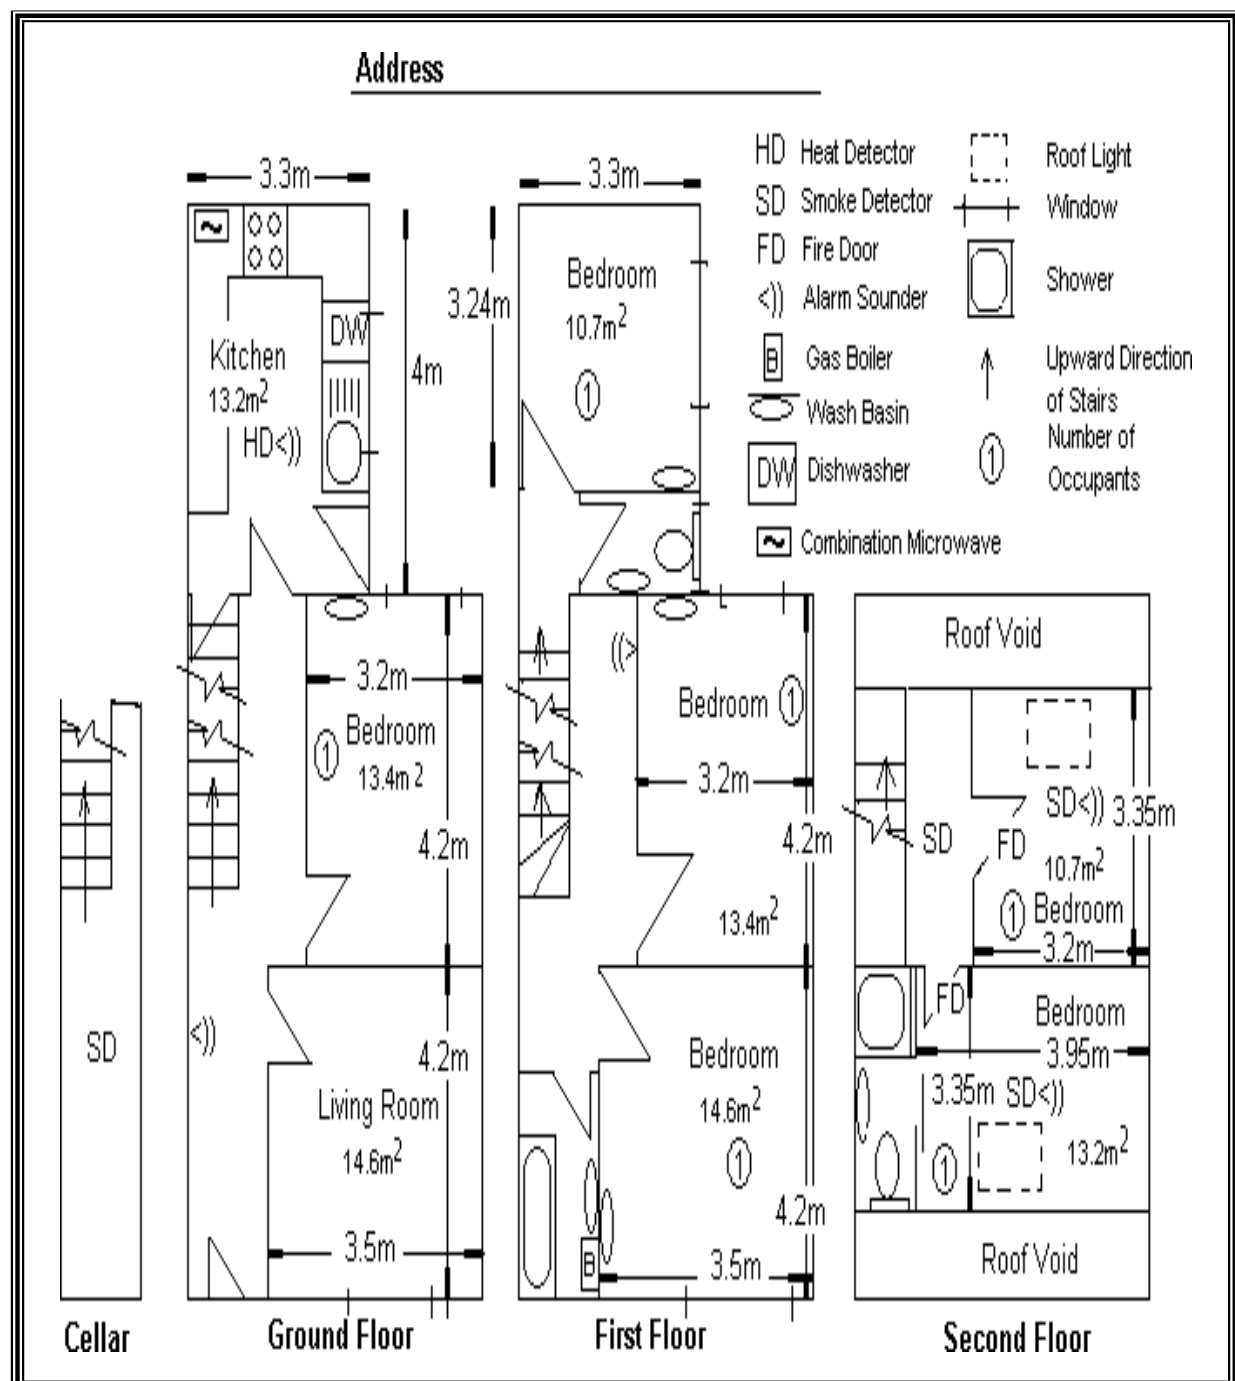 Address
HD Heat Detector
SD Smoke Detector
FD Fire Door
<)) Alarm Sounder
B Gas Boiler
Wash Basin
DW Dishwasher
~ Combination Microwave
Roof Light
Window
Shower
Upward Direction
of Stairs
1 Number of
Occupants
SD
Cellar
3.3m
4m
DW
Kitchen
13.2m2
HD<))
3.2m
1 Bedroom
13.4m2
4.2m
<))
4.2m
Living Room
14.6m2
3.5m
Ground Floor
3.3m
3.24m
Bedroom
10.7m2
1
((>
Bedroom 1
3.2m
4.2m
13.4m2
Bedroom
14.6m2
1
4.2m
B
3.5m
First Floor
Roof Void
SD<))
3.35m
SD
FD
10.7m2
1 Bedroom
3.2m
FD
Bedroom
3.95m
3.35m
SD<))
13.2m2
1
Roof Void
Second Floor